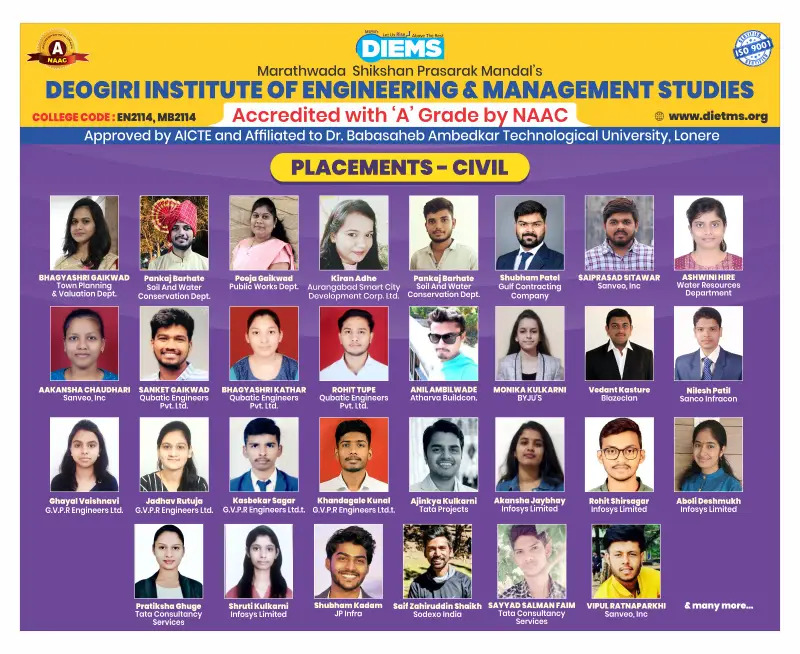 A
NAAC
MSPM's
Let Us Rise Above The Rest
DIEMS
CERTIFIED
ISO 9001
CERTIFIED
Marathwada Shikshan Prasarak Mandal's
DEOGIRI INSTITUTE OF ENGINEERING & MANAGEMENT STUDIES
COLLEGE CODE : EN2114, MB2114
Accredited with ‘A’ Grade by NAAC
www.dietms.org
Approved by AICTE and Affiliated to Dr. Babasaheb Ambedkar Technological University, Lonere
PLACEMENTS - CIVIL
BHAGYASHRI GAIKWAD
Town Planning
& Valuation Dept.
Pankaj Barhate
Soil And Water
Conservation Dept.
Pooja Gaikwad
Public Works Dept.
Kiran Adhe
Aurangabad Smart City
Development Corp. Ltd.
Pankaj Barhate
Soil And Water
Conservation Dept.
Shubham Patel
Gulf Contracting
Company
SAIPRASAD SITAWAR
Sanveo, Inc
ASHWINI HIRE
Water Resources
Department
AAKANSHA CHAUDHARI
Sanveo, Inc
SANKET GAIKWAD
Qubatic Engineers
Pvt. Ltd.
BHAGYASHRI KATHAR
Qubatic Engineers
Pvt. Ltd.
ROHIT TUPE
Qubatic Engineers
Pvt. Ltd.
ANIL AMBILWADE
Atharva Buildcon.
MONIKA KULKARNI
BYJU'S
Vedant Kasture
Blazeclan
Nilesh Patil
Sanco Infracon
Ghayal Vaishnavi
G.V.P.R Engineers Ltd.
Jadhav Rutuja
G.V.P.R Engineers Ltd.
Kasbekar Sagar
G.V.P.R Engineers Ltd.t.
Khandagale Kunal
G.V.P.R Engineers Ltd.t.
Ajinkya Kulkarni
Tata Projects
Akansha Jaybhay
Infosys Limited
Rohit Shirsagar
Infosys Limited
Aboli Deshmukh
Infosys Limited
Pratiksha Ghuge
Tata Consultancy
Services
Shruti Kulkarni
Infosys Limited
Shubham Kadam
JP Infra
Saif Zahiruddin Shaikh
Sodexo India
SAYYAD SALMAN FAIM
Tata Consultancy
Services
VIPUL RATNAPARKHI
Sanveo, Inc
& many more...